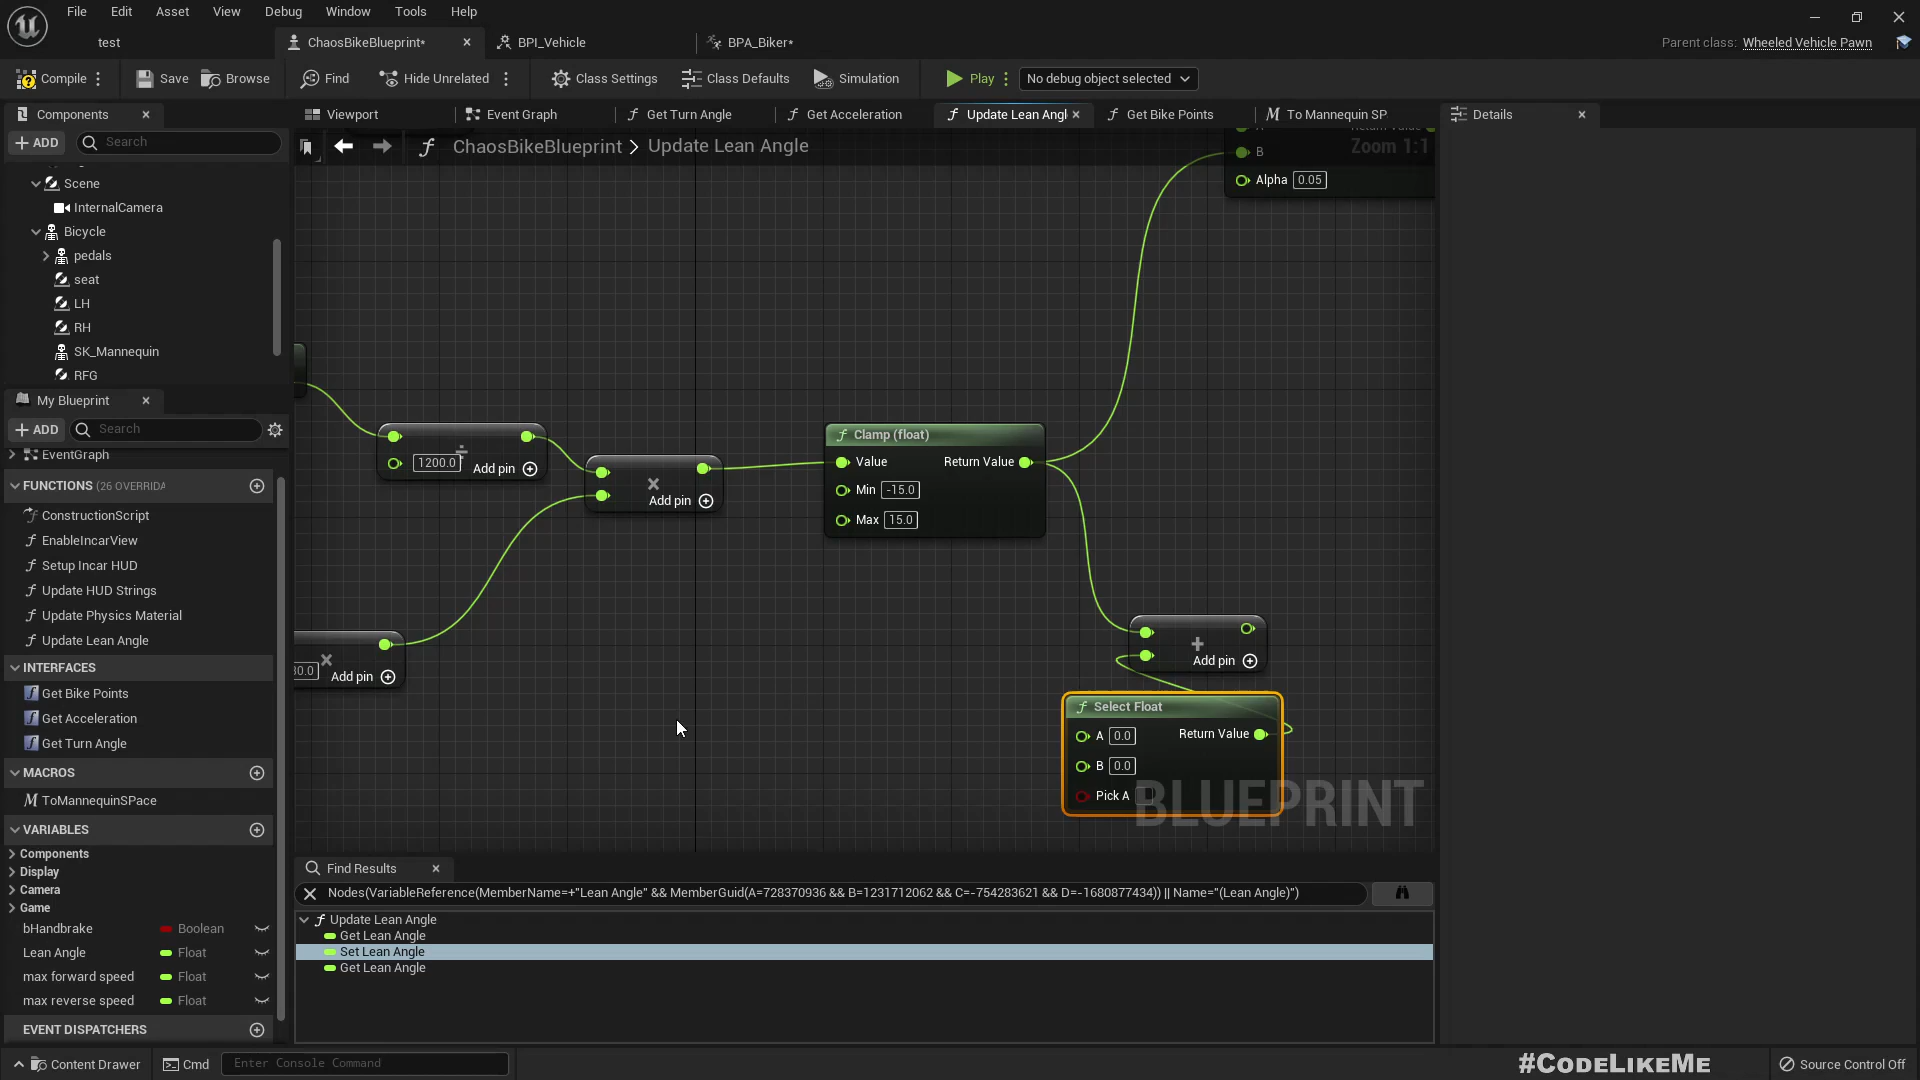 File Edit Asset View Debug Window Tools Help
test
ChaosBikeBlueprint*
BPI_Vehicle
BPA_Biker*
Parent class: Wheeled Vehicle Pawn
Compile
Save
Browse
Find
Hide Unrelated
Class Settings
Class Defaults
Simulation
Play
No debug object selected
Components
Viewport
Event Graph
Get Turn Angle
Get Acceleration
Update Lean Angl
Get Bike Points
To Mannequin SP
Details
ADD
Search
ChaosBikeBlueprint > Update Lean Angle
Zoom 1:1
Scene
InternalCamera
Bicycle
pedals
seat
LH
RH
SK_Mannequin
RFG
B
Alpha 0.05
My Blueprint
ADD
Search
EventGraph
FUNCTIONS (26 OVERRIDA
ConstructionScript
EnableIncarView
Setup Incar HUD
Update HUD Strings
Update Physics Material
Update Lean Angle
INTERFACES
Get Bike Points
Get Acceleration
Get Turn Angle
MACROS
ToMannequinSPace
VARIABLES
Components
Display
Camera
Game
bHandbrake Boolean
Lean Angle Float
max forward speed Float
max reverse speed Float
EVENT DISPATCHERS
1200.0 Add pin
Add pin
Clamp (float)
Value Return Value
Min -15.0
Max 15.0
Add pin
Add pin
Select Float
A 0.0 Return Value
B 0.0
Pick A
BLUEPRINT
Find Results
Nodes(VariableReference(MemberName=+"Lean Angle" && MemberGuid(A=728370936 && B=1231712062 && C=-754283621 && D=-1680877434)) || Name="(Lean Angle)")
Update Lean Angle
Get Lean Angle
Set Lean Angle
Get Lean Angle
Content Drawer
Cmd
Enter Console Command
#CODELIKEME
Source Control Off